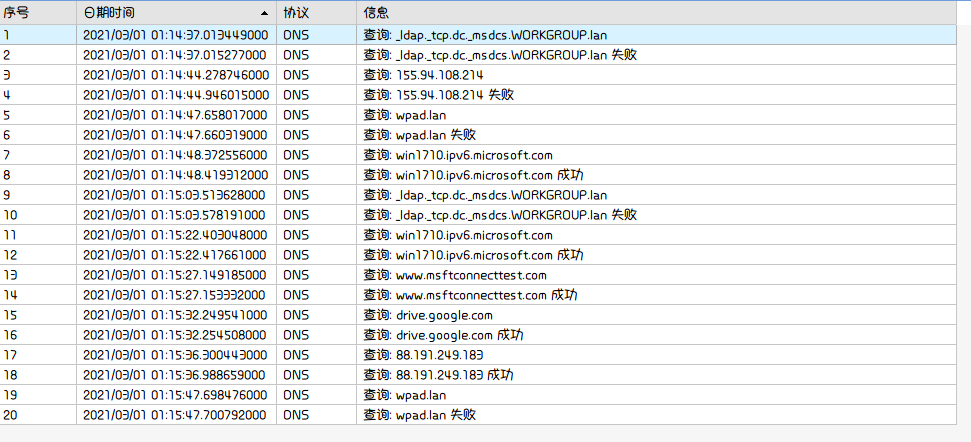 序号 日期时间 协议 信息
1 2021/03/01 01:14:37.013449000 DNS 查询: _ldap._tcp.dc._msdcs.WORKGROUP.lan
2 2021/03/01 01:14:37.015277000 DNS 查询: _ldap._tcp.dc._msdcs.WORKGROUP.lan 失败
3 2021/03/01 01:14:44.278746000 DNS 查询: 155.94.108.214
4 2021/03/01 01:14:44.946015000 DNS 查询: 155.94.108.214 失败
5 2021/03/01 01:14:47.658017000 DNS 查询: wpad.lan
6 2021/03/01 01:14:47.660319000 DNS 查询: wpad.lan 失败
7 2021/03/01 01:14:48.372556000 DNS 查询: win1710.ipv6.microsoft.com
8 2021/03/01 01:14:48.419312000 DNS 查询: win1710.ipv6.microsoft.com 成功
9 2021/03/01 01:15:03.513628000 DNS 查询: _ldap._tcp.dc._msdcs.WORKGROUP.lan
10 2021/03/01 01:15:03.578191000 DNS 查询: _ldap._tcp.dc._msdcs.WORKGROUP.lan 失败
11 2021/03/01 01:15:22.403048000 DNS 查询: win1710.ipv6.microsoft.com
12 2021/03/01 01:15:22.417661000 DNS 查询: win1710.ipv6.microsoft.com 成功
13 2021/03/01 01:15:27.149185000 DNS 查询: www.msftconnecttest.com
14 2021/03/01 01:15:27.153332000 DNS 查询: www.msftconnecttest.com 成功
15 2021/03/01 01:15:32.249541000 DNS 查询: drive.google.com
16 2021/03/01 01:15:32.254508000 DNS 查询: drive.google.com 成功
17 2021/03/01 01:15:36.300443000 DNS 查询: 88.191.249.183
18 2021/03/01 01:15:36.988659000 DNS 查询: 88.191.249.183 成功
19 2021/03/01 01:15:47.698476000 DNS 查询: wpad.lan
20 2021/03/01 01:15:47.700792000 DNS 查询: wpad.lan 失败